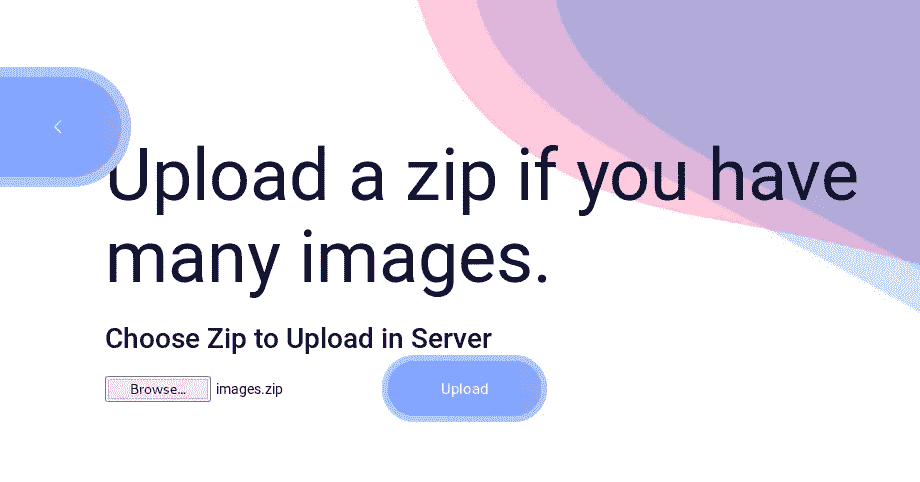 Upload a zip if you have
many images.
Choose Zip to Upload in Server
Browse... images.zip Upload